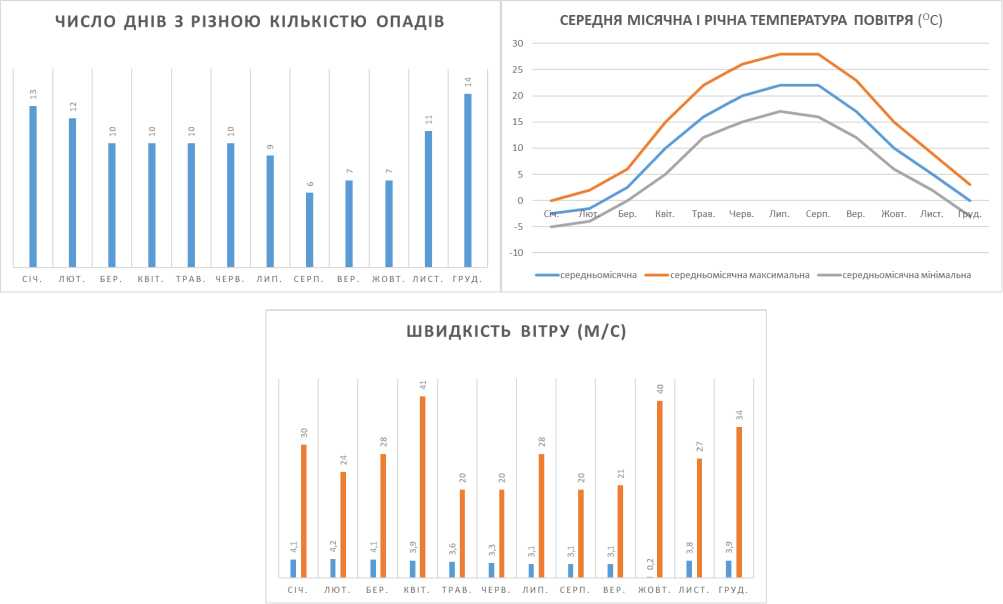 ЧИСЛО ДНІВ З РІЗНОЮ КІЛЬКІСТЮ ОПАДІВ
13 12 10 10 10 10 9 6 7 7 11 14
СІЧ. ЛЮТ. БЕР. КВІТ. ТРАВ. ЧЕРВ. ЛИП. СЕРП. ВЕР. ЖОВТ. ЛИСТ. ГРУД.
СЕРЕДНЯ МІСЯЧНА І РІЧНА ТЕМПЕРАТУРА ПОВІТРЯ (ОС)
30
25
20
15
10
5
0
-5
-10
Січ. Лют. Бер. Квіт. Трав. Черв. Лип. Серп. Вер. Жовт. Лист. Груд.
середньомісячна середньомісячна максимальна середньомісячна мінімальна
ШВИДКІСТЬ ВІТРУ (М/С)
30 24 28 41 20 20 28 20 21 40 27 34
4,1 4,2 4,1 3,9 3,6 3,3 3,1 3,1 3,1 0,2 3,8 3,9
СІЧ. ЛЮТ. БЕР. КВІТ. ТРАВ. ЧЕРВ. ЛИП. СЕРП. ВЕР. ЖОВТ. ЛИСТ. ГРУД.